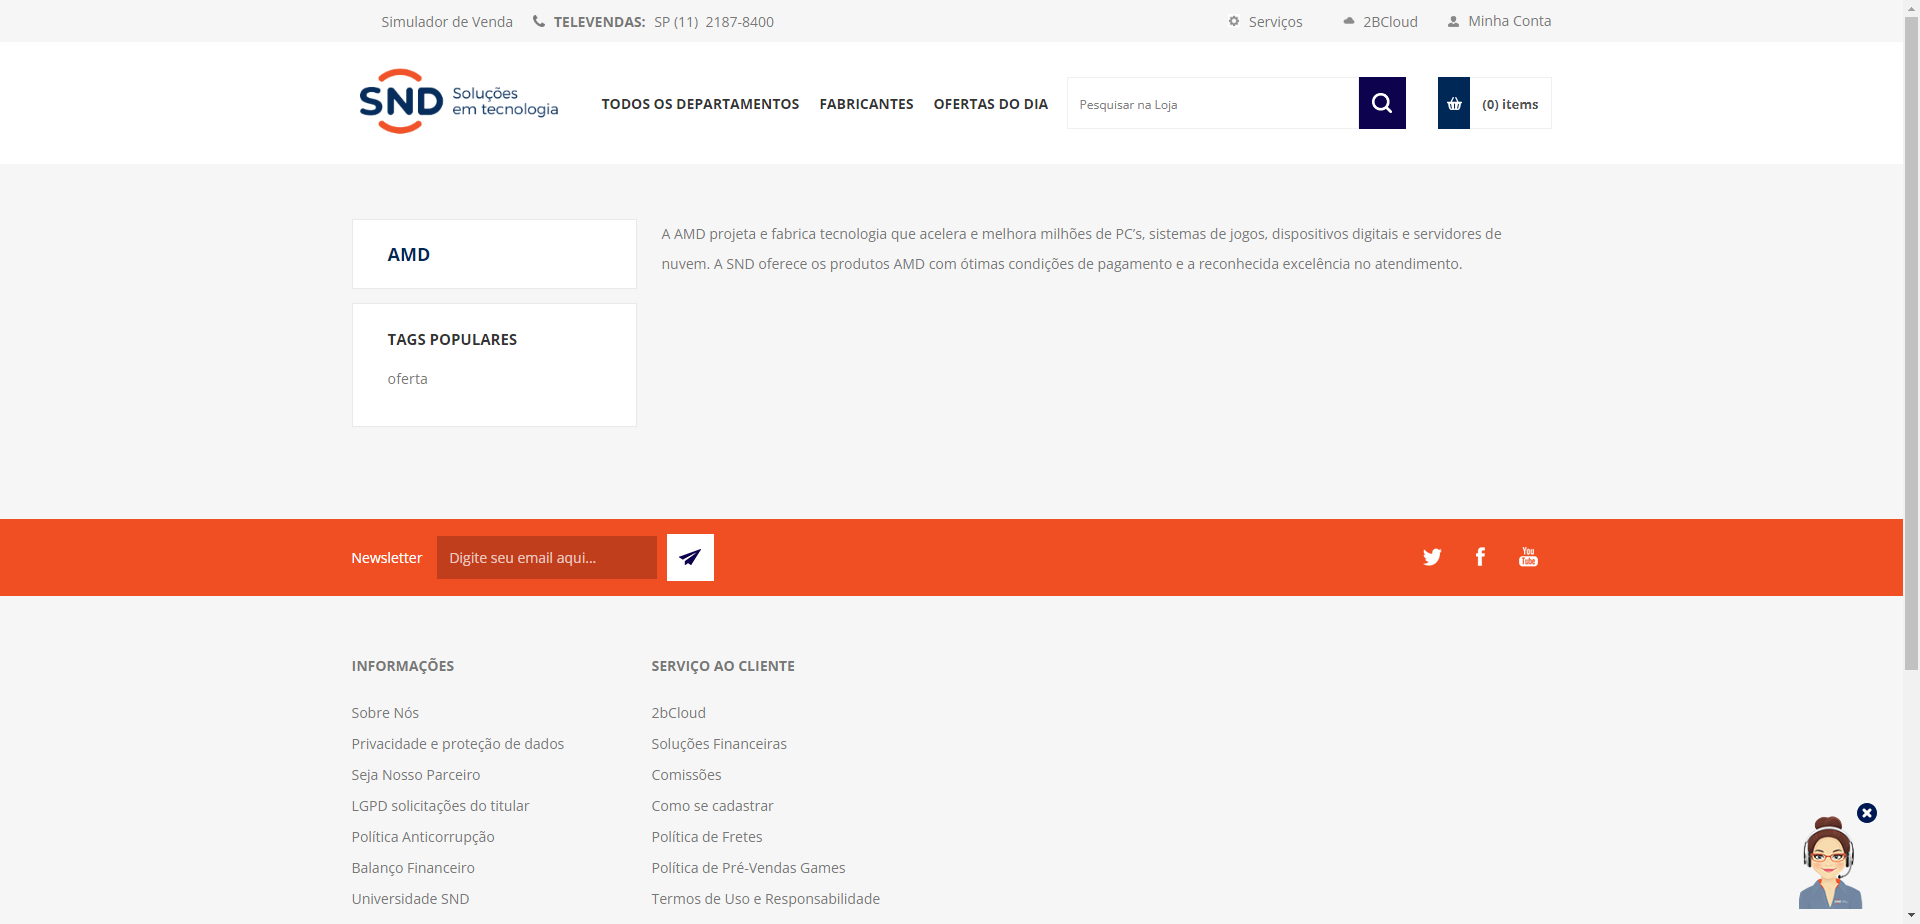 Simulador de Venda TELEVENDAS: SP (11) 2187-8400 Serviços 2BCloud Minha Conta
SND Soluções
em tecnologia
TODOS OS DEPARTAMENTOS FABRICANTES OFERTAS DO DIA Pesquisar na Loja (0) items
AMD
A AMD projeta e fabrica tecnologia que acelera e melhora milhões de PC’s, sistemas de jogos, dispositivos digitais e servidores de
nuvem. A SND oferece os produtos AMD com ótimas condições de pagamento e a reconhecida excelência no atendimento.
TAGS POPULARES
oferta
Newsletter Digite seu email aqui... You Tube
INFORMAÇÕES
Sobre Nós
Privacidade e proteção de dados
Seja Nosso Parceiro
LGPD solicitações do titular
Política Anticorrupção
Balanço Financeiro
Universidade SND
SERVIÇO AO CLIENTE
2bCloud
Soluções Financeiras
Comissões
Como se cadastrar
Política de Fretes
Política de Pré-Vendas Games
Termos de Uso e Responsabilidade